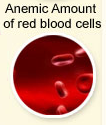 Anemic Amount
of red blood cells